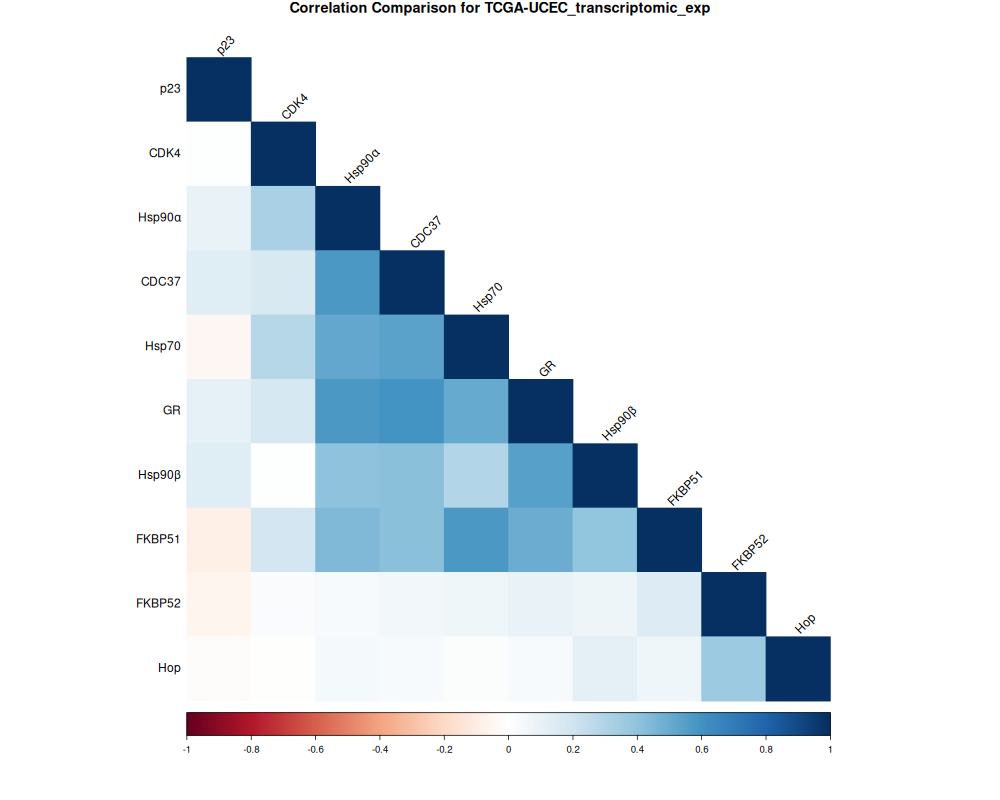 Correlation Comparison for TCGA-UCEC_transcriptomic_exp
p23
p23
CDK4
CDK4
Hsp90α
Hsp90α
CDC37
CDC37
Hsp70
Hsp70
GR
GR
Hsp90β
Hsp90β
FKBP51
FKBP51
FKBP52
FKBP52
Hop
Hop
-1 -0.8 -0.6 -0.4 -0.2 0 0.2 0.4 0.6 0.8 1